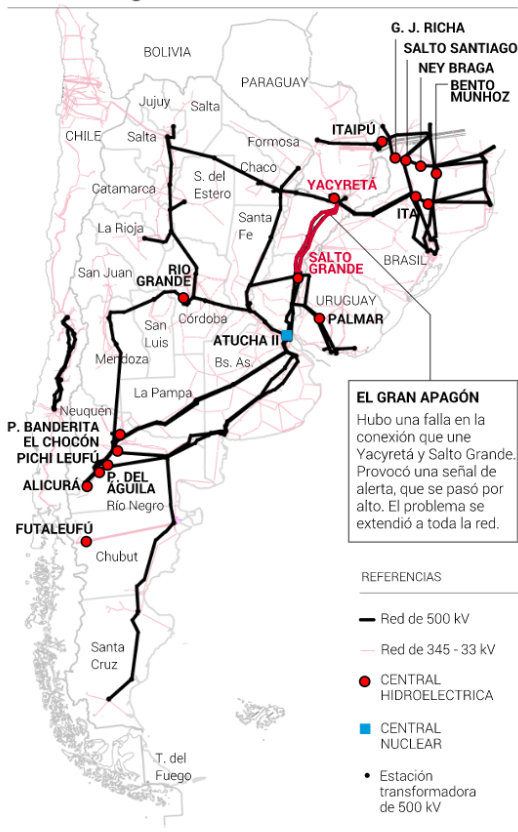 G. J. RICHA
SALTO SANTIAGO
NEY BRAGA
BENTO
MUNHOZ
BOLIVIA
PARAGUAY
Jujuy
Salta
CHILE
Salta
Formosa
ITAIPÚ
Chaco
Catamarca
S. del
Estero
YACYRETÁ
ITA
La Rioja
Santa
Fe
BRASIL
San Juan
RIO
GRANDE
SALTO
GRANDE
URUGUAY
Córdoba
PALMAR
San
Luis
ATUCHA II
Mendoza
Bs. As.
La Pampa
Neuquén
P. BANDERITA
EL CHOCÓN
PICHI LEUFÚ
ALICURÁ
P. DEL
ÁGUILA
Río Negro
FUTALEUFÚ
Chubut
Santa
Cruz
T. del
Fuego
EL GRAN APAGÓN
Hubo una falla en la
conexión que une
Yacyretá y Salto Grande.
Provocó una señal de
alerta, que se pasó por
alto. El problema se
extendió a toda la red.
REFERENCIAS
Red de 500 kV
Red de 345 - 33 kV
CENTRAL
HIDROELECTRICA
CENTRAL
NUCLEAR
Estación
transformadora
de 500 kV